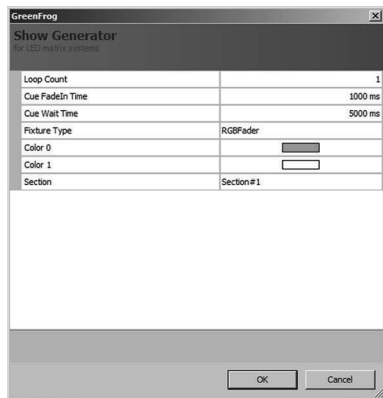 GreenFrog
Show Generator
for LED matrix systems
Loop Count 1
Cue FadeIn Time 1000 ms
Cue Wait Time 5000 ms
Fixture Type RGBFader
Color 0
Color 1
Section Section#1
OK Cancel